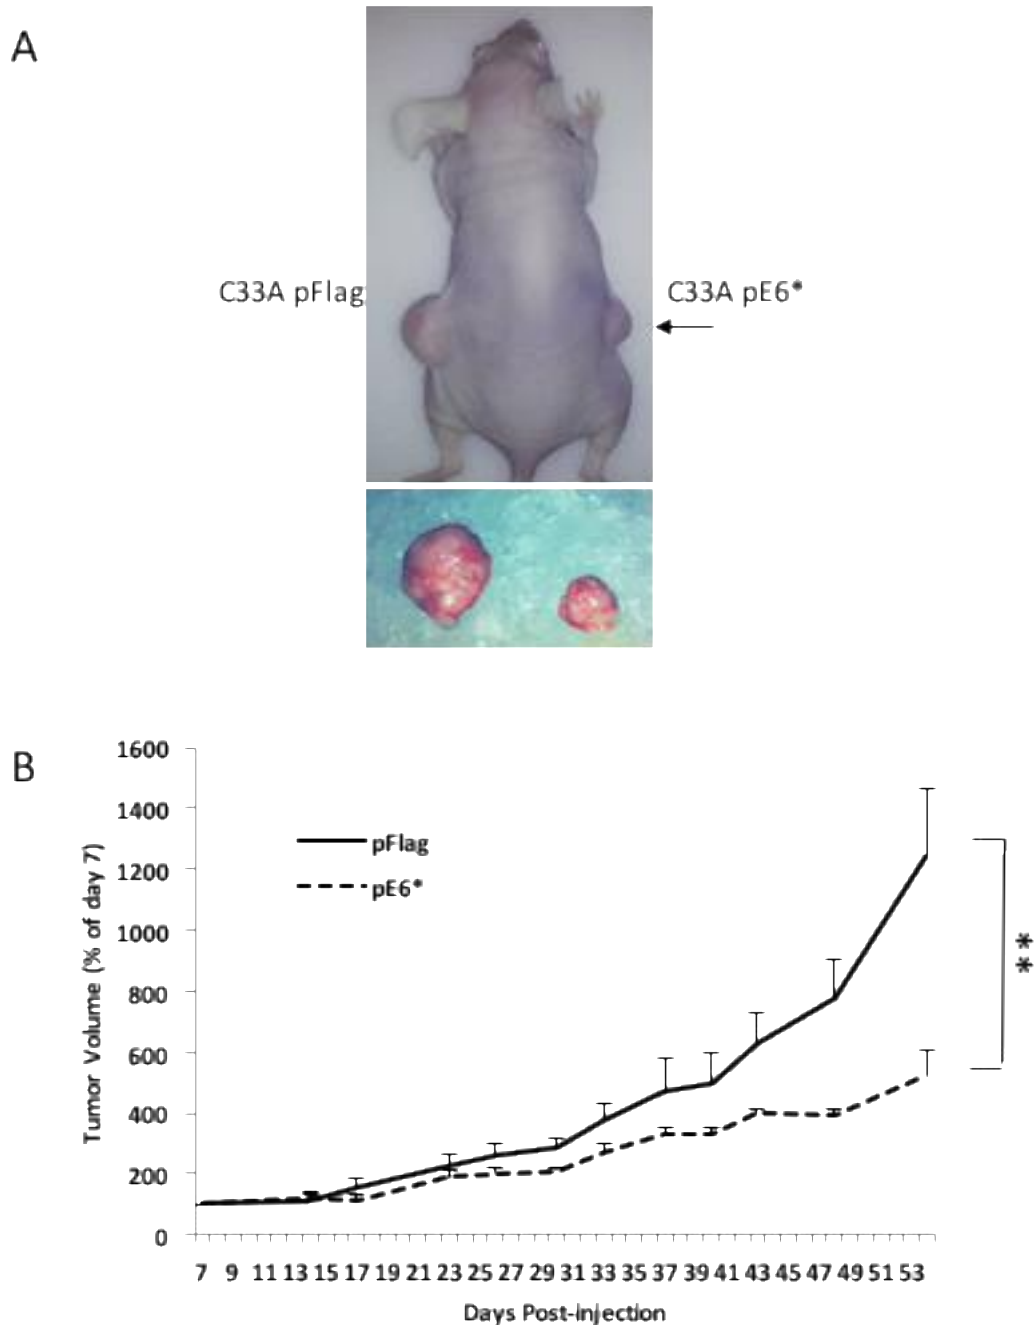 A
C33A pFlag
C33A pE6*
B
Tumor Volume (% of day 7)
1600
1400
1200
1000
800
600
400
200
0
pFlag
pE6*
**
7 9 11 13 15 17 19 21 23 25 27 29 31 33 35 37 39 41 43 45 47 49 51 53
Days Post-injection